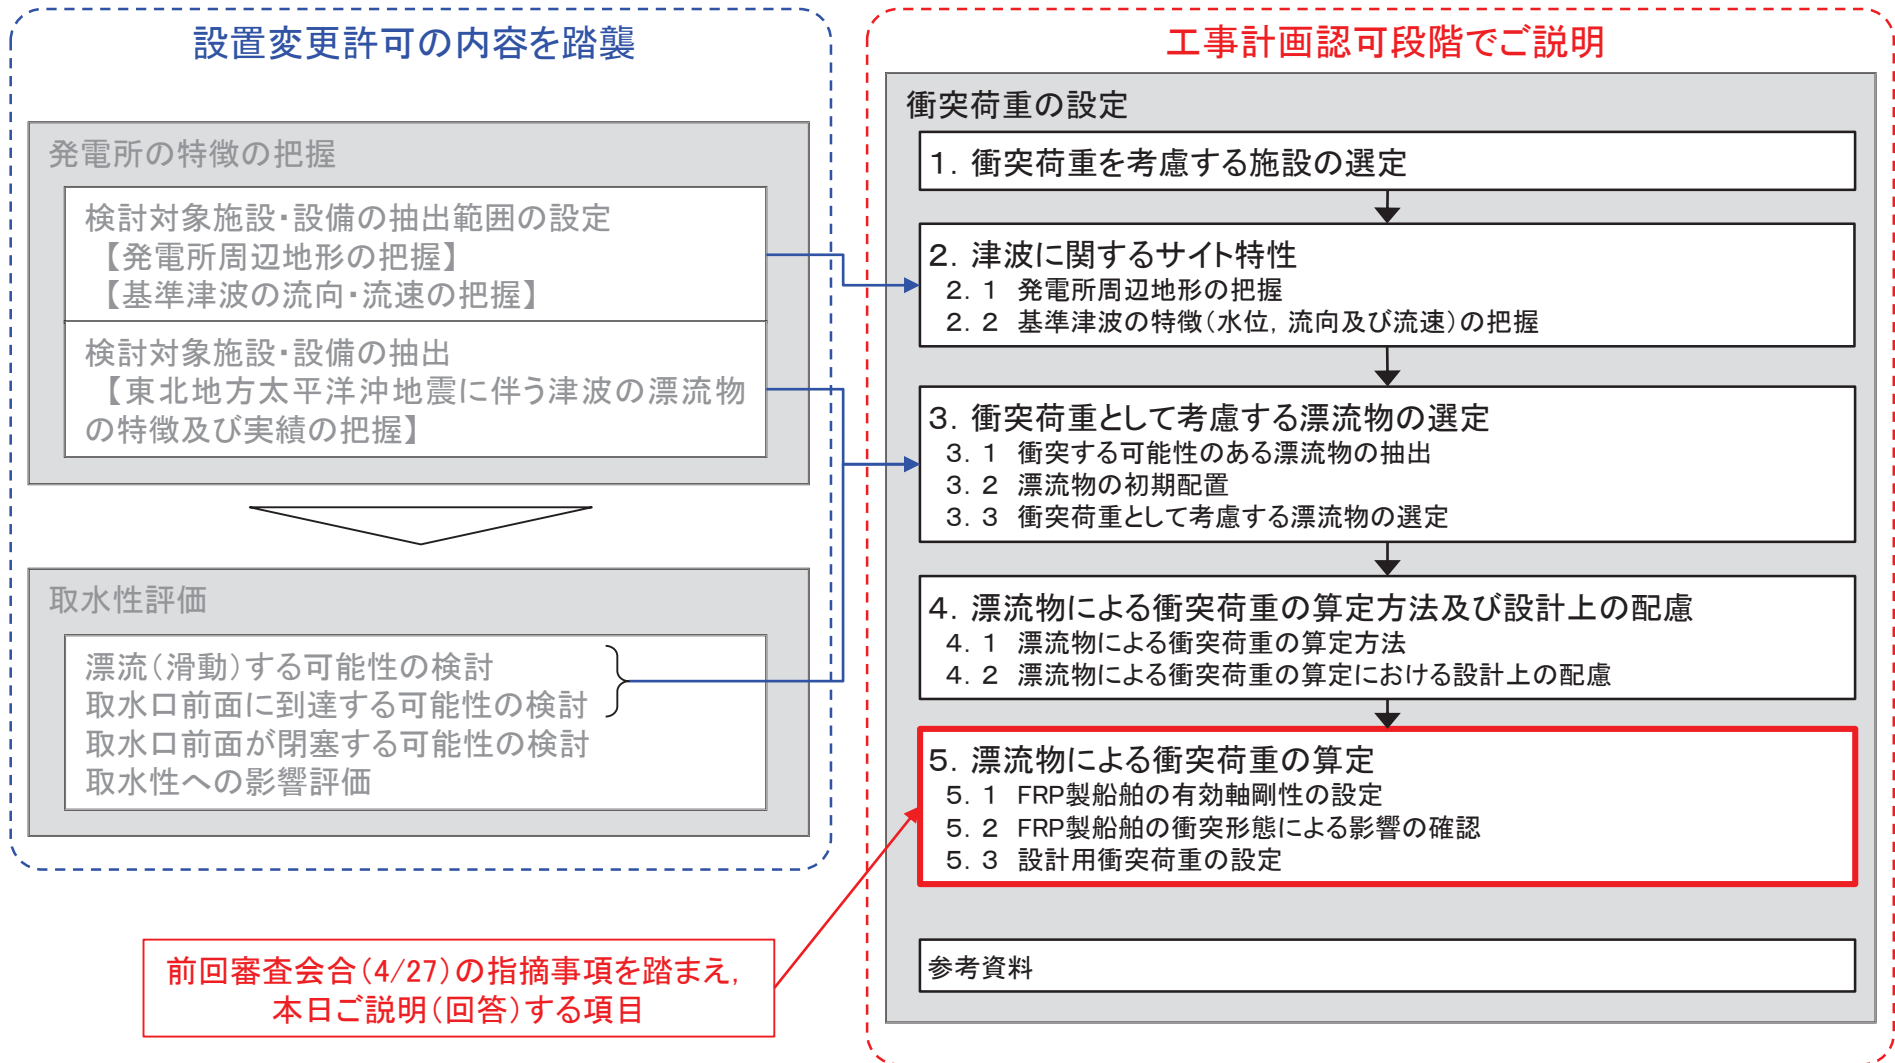 設置変更許可の内容を踏襲
発電所の特徴の把握
検討対象施設・設備の抽出範囲の設定
【発電所周辺地形の把握】
【基準津波の流向・流速の把握】
検討対象施設・設備の抽出
【東北地方太平洋沖地震に伴う津波の漂流物
の特徴及び実績の把握】
取水性評価
漂流（滑動）する可能性の検討
取水口前面に到達する可能性の検討
取水口前面が閉塞する可能性の検討
取水性への影響評価
前回審査会合（4/27）の指摘事項を踏まえ，
本日ご説明（回答）する項目
工事計画認可段階でご説明
衝突荷重の設定
１．衝突荷重を考慮する施設の選定
２．津波に関するサイト特性
２．１　発電所周辺地形の把握
２．２　基準津波の特徴（水位，流向及び流速）の把握
３．衝突荷重として考慮する漂流物の選定
３．１　衝突する可能性のある漂流物の抽出
３．２　漂流物の初期配置
３．３　衝突荷重として考慮する漂流物の選定
４．漂流物による衝突荷重の算定方法及び設計上の配慮
４．１　漂流物による衝突荷重の算定方法
４．２　漂流物による衝突荷重の算定における設計上の配慮
５．漂流物による衝突荷重の算定
５．１　FRP製船舶の有効軸剛性の設定
５．２　FRP製船舶の衝突形態による影響の確認
５．３　設計用衝突荷重の設定
参考資料